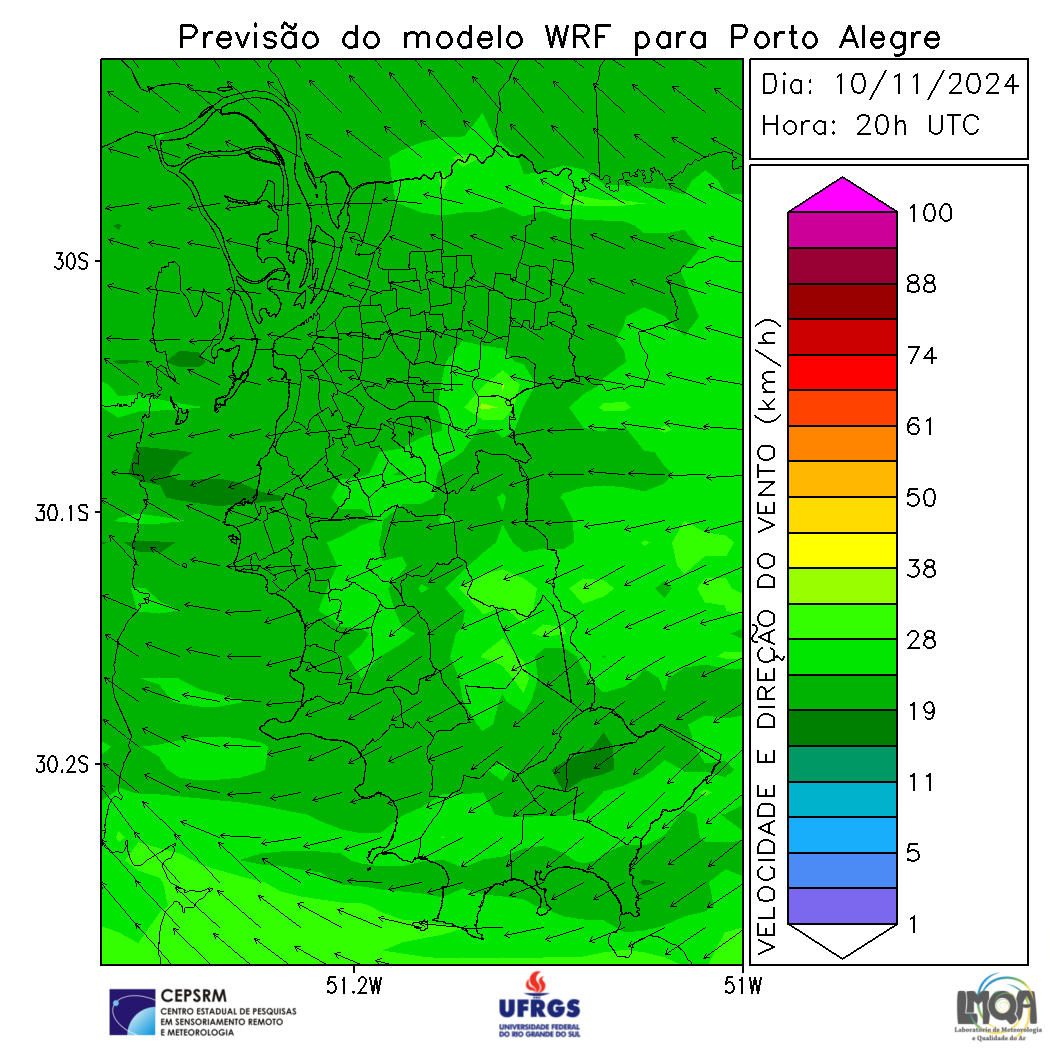 Previsão do modelo WRF para Porto Alegre
Dia: 10/11/2024
Hora: 20h UTC
30S
30.1S
30.2S
51.2W
51W
VELOCIDADE E DIREÇÃO DO VENTO (km/h)
100
88
74
61
50
38
28
19
11
5
1
CEPSRM
CENTRO ESTADUAL DE PESQUISAS
EM SENSORIAMENTO REMOTO
E METEOROLOGIA
UFRGS
UNIVERSIDADE FEDERAL
DO RIO GRANDE DO SUL
LMQA
Laboratório de Meteorologia
e Qualidade do Ar